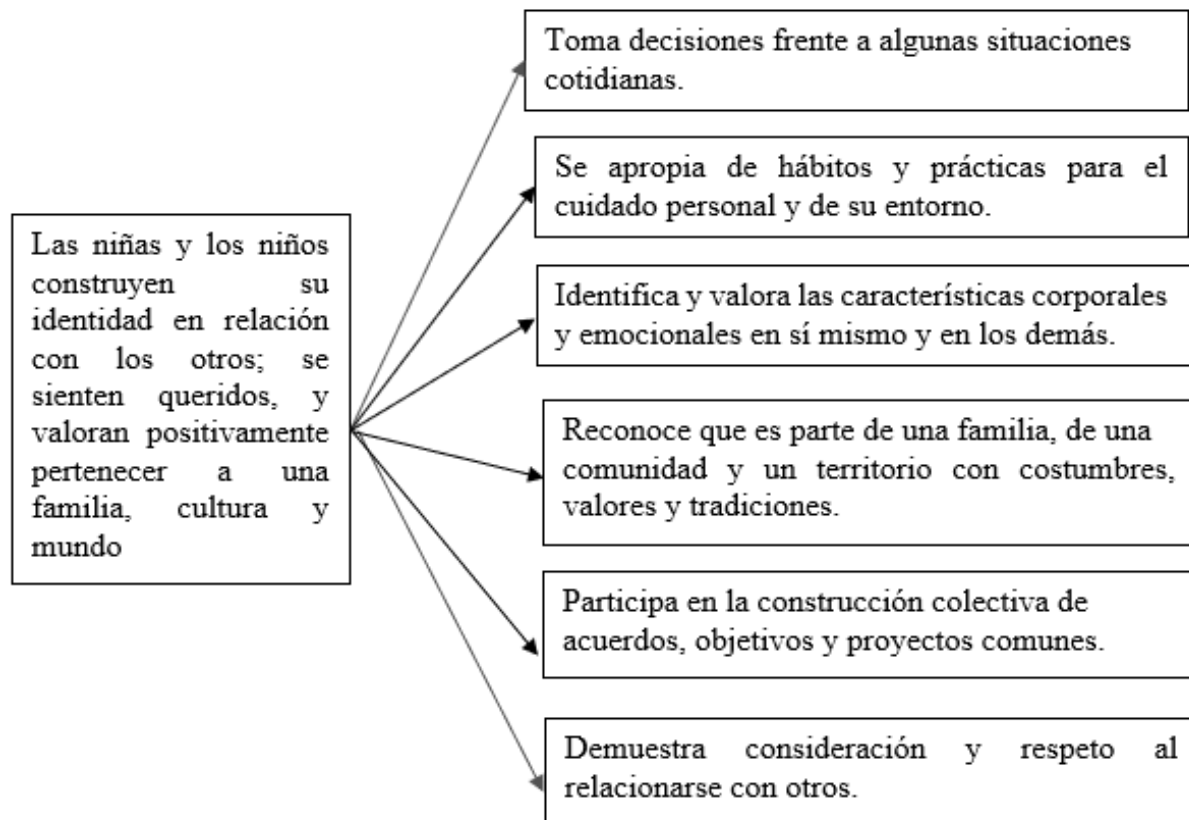 Las niñas y los niños
construyen su
identidad en relación
con los otros; se
sienten queridos, y
valoran positivamente
pertenecer a una
familia, cultura y
mundo
Toma decisiones frente a algunas situaciones
cotidianas.
Se apropia de hábitos y prácticas para el
cuidado personal y de su entorno.
Identifica y valora las características corporales
y emocionales en sí mismo y en los demás.
Reconoce que es parte de una familia, de una
comunidad y un territorio con costumbres,
valores y tradiciones.
Participa en la construcción colectiva de
acuerdos, objetivos y proyectos comunes.
Demuestra consideración y respeto al
relacionarse con otros.